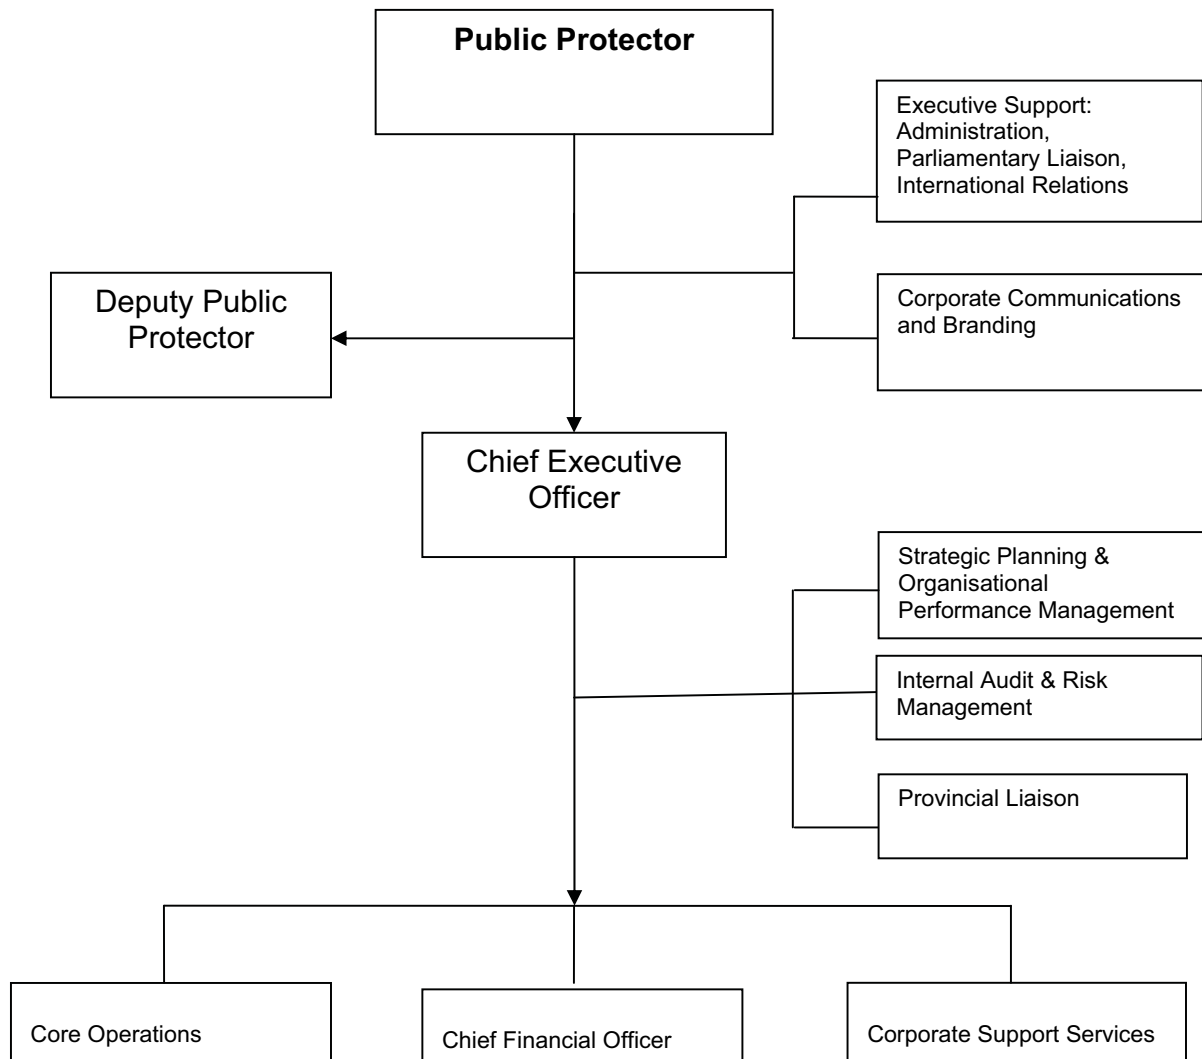 Public Protector
Executive Support:
Administration,
Parliamentary Liaison,
International Relations
Deputy Public
Protector
Corporate Communications
and Branding
Chief Executive
Officer
Strategic Planning &
Organisational
Performance Management
Internal Audit & Risk
Management
Provincial Liaison
Core Operations
Chief Financial Officer
Corporate Support Services